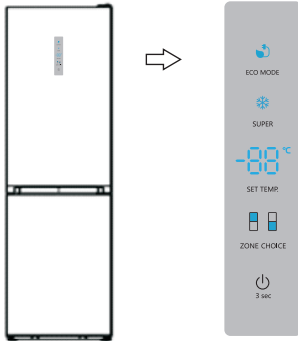 ECO MODE
SUPER
-88 °C
SET TEMP.
ZONE CHOICE
3 sec